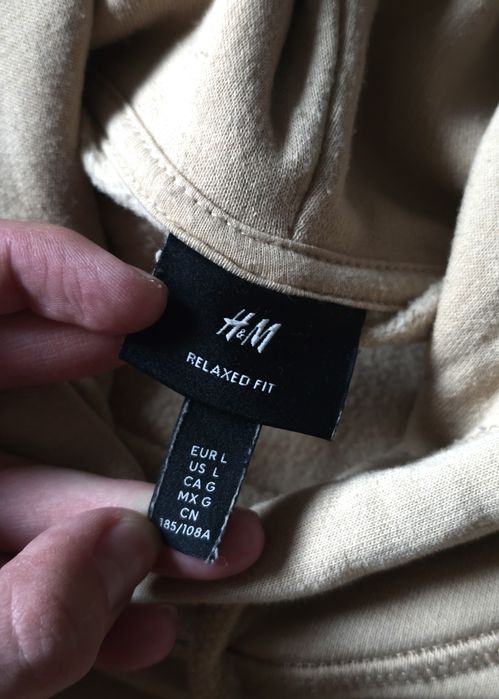 H&M
RELAXED FIT
EUR L
US L
CA G
MX G
CN
185/108A